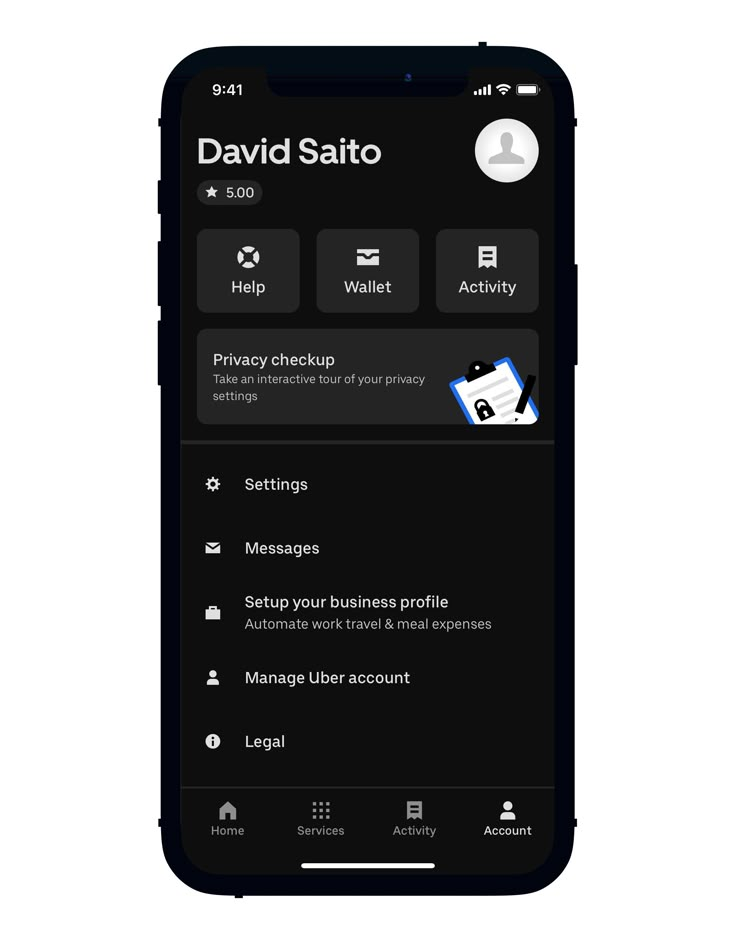 9:41
David Saito
5.00
Help
Wallet
Activity
Privacy checkup
Take an interactive tour of your privacy
settings
Settings
Messages
Setup your business profile
Automate work travel & meal expenses
Manage Uber account
Legal
Home
Services
Activity
Account